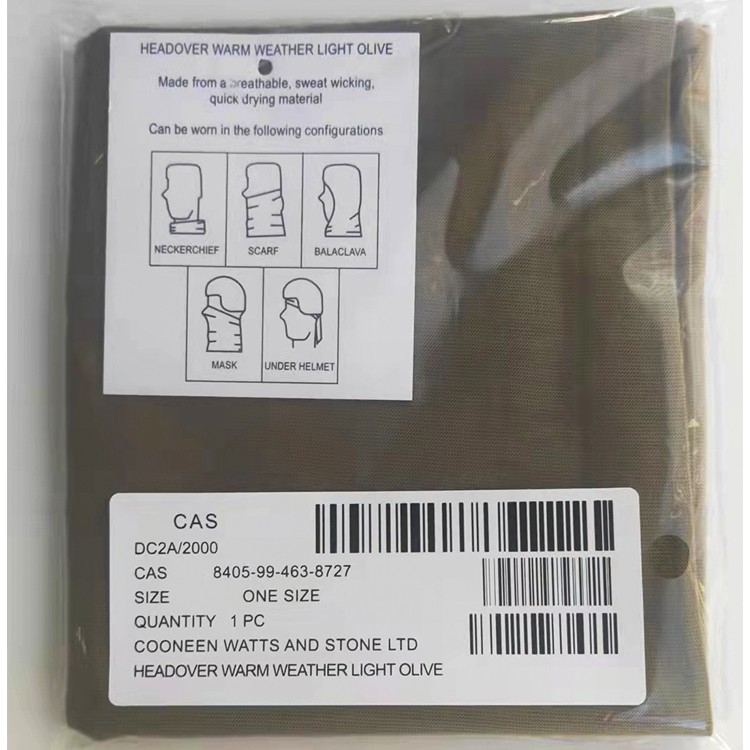 HEADOVER WARM WEATHER LIGHT OLIVE
Made from a breathable, sweat wicking,
quick drying material
Can be worn in the following configurations
NECKERCHIEF
SCARF
BALACLAVA
MASK
UNDER HELMET
CAS
DC2A/2000
CAS 8405-99-463-8727
SIZE ONE SIZE
QUANTITY 1 PC
COONEEN WATTS AND STONE LTD
HEADOVER WARM WEATHER LIGHT OLIVE